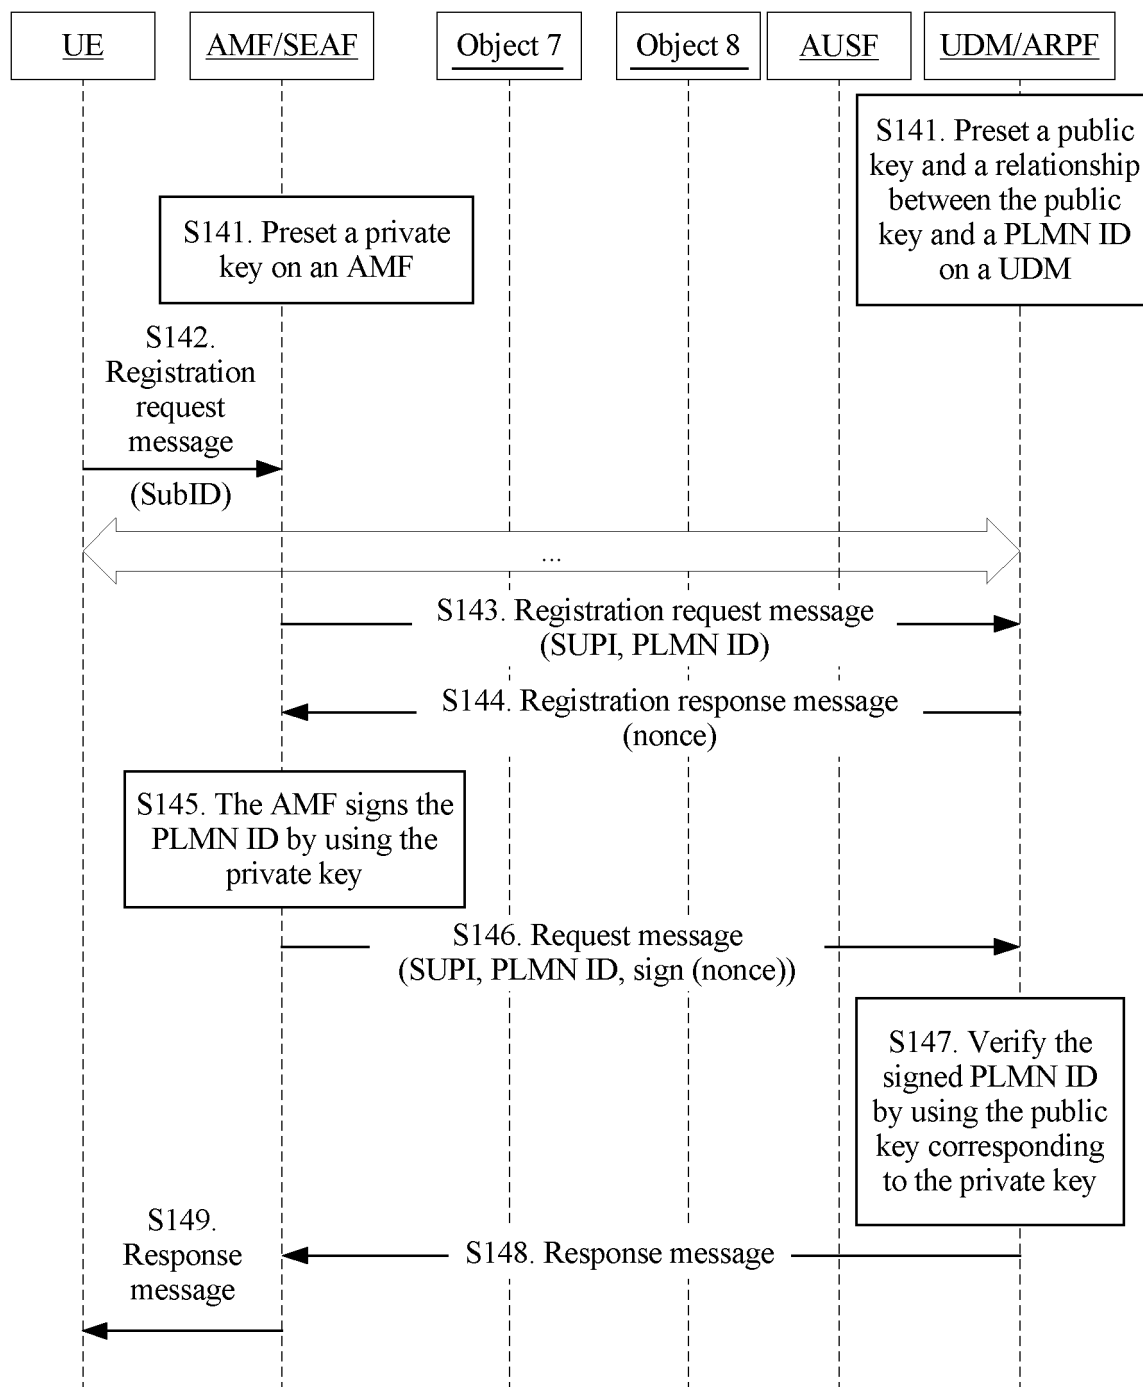 UE
AMF/SEAF
Object 7
Object 8
AUSF
UDM/ARPF
S141. Preset a public
key and a relationship
between the public
key and a PLMN ID
on a UDM
S141. Preset a private
key on an AMF
S142.
Registration
request
message
(SubID)
...
S143. Registration request message
(SUPI, PLMN ID)
S144. Registration response message
(nonce)
S145. The AMF signs the
PLMN ID by using the
private key
S146. Request message
(SUPI, PLMN ID, sign (nonce))
S147. Verify the
signed PLMN ID
by using the public
key corresponding
to the private key
S148. Response message
S149.
Response
message